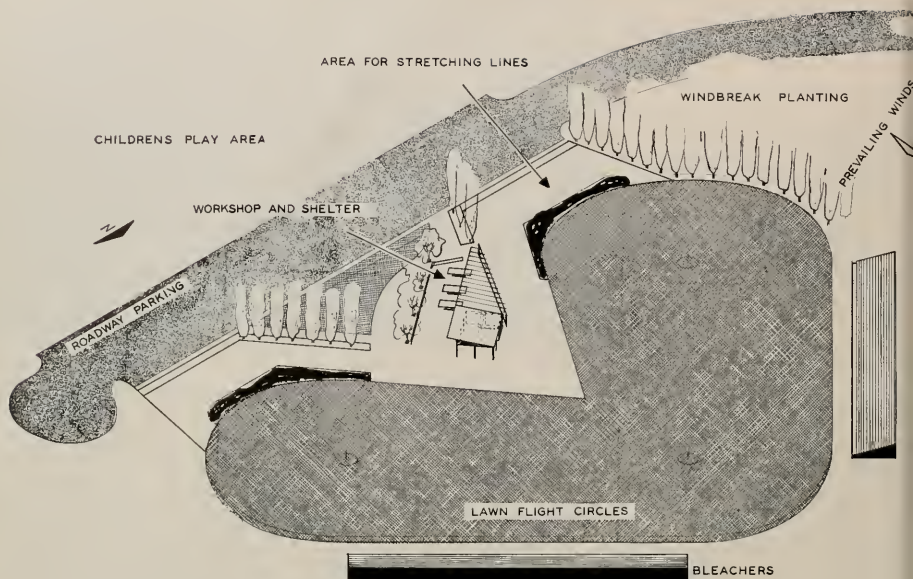 AREA FOR STRETCHING LINES
WINDBREAK PLANTING
PREVAILING WINDS
CHILDRENS PLAY AREA
WORKSHOP AND SHELTER
N
ROADWAY PARKING
LAWN FLIGHT CIRCLES
BLEACHERS